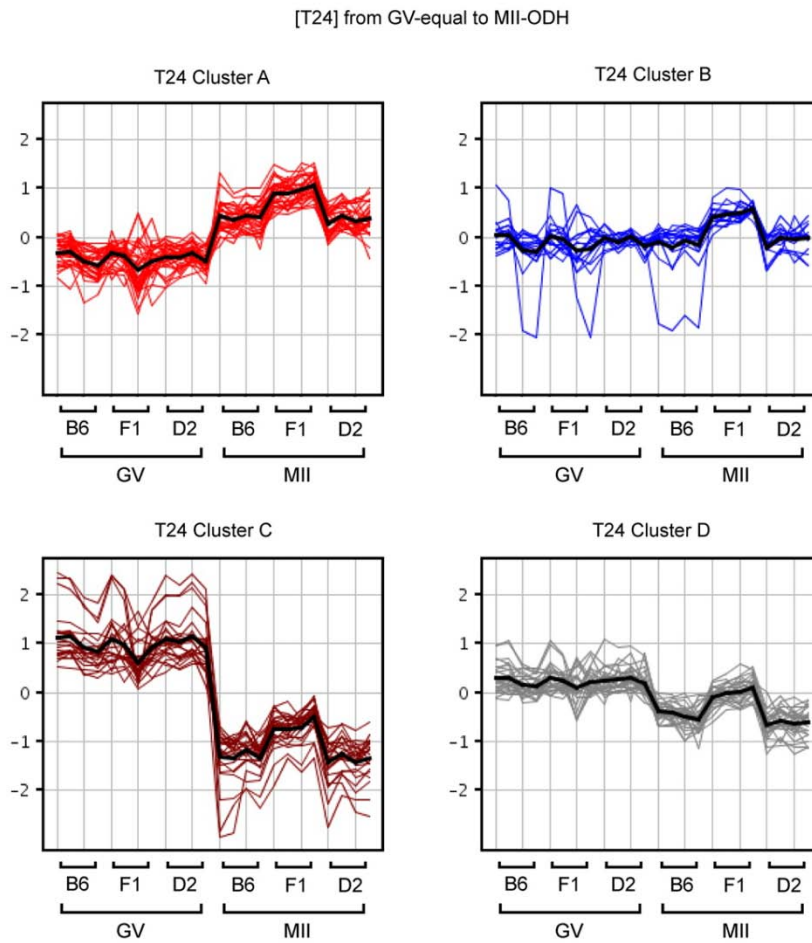 [T24] from GV-equal to MII-ODH
T24 Cluster A
2
1
0
−1
−2
B6 F1 D2 B6 F1 D2
GV MII
T24 Cluster B
2
1
0
−1
−2
B6 F1 D2 B6 F1 D2
GV MII
T24 Cluster C
2
1
0
−1
−2
B6 F1 D2 B6 F1 D2
GV MII
T24 Cluster D
2
1
0
−1
−2
B6 F1 D2 B6 F1 D2
GV MII